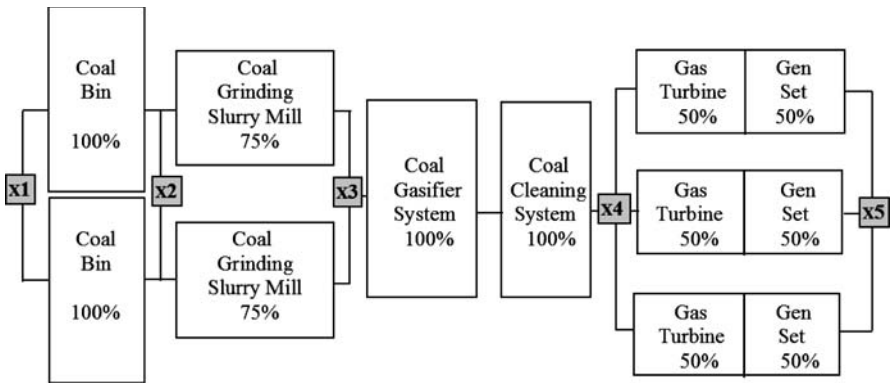 x1
Coal
Bin
100%
Coal
Bin
100%
x2
Coal
Grinding
Slurry Mill
75%
Coal
Grinding
Slurry Mill
75%
x3
Coal
Gasifier
System
100%
Coal
Cleaning
System
100%
x4
Gas
Turbine
50%
Gen
Set
50%
Gas
Turbine
50%
Gen
Set
50%
Gas
Turbine
50%
Gen
Set
50%
x5